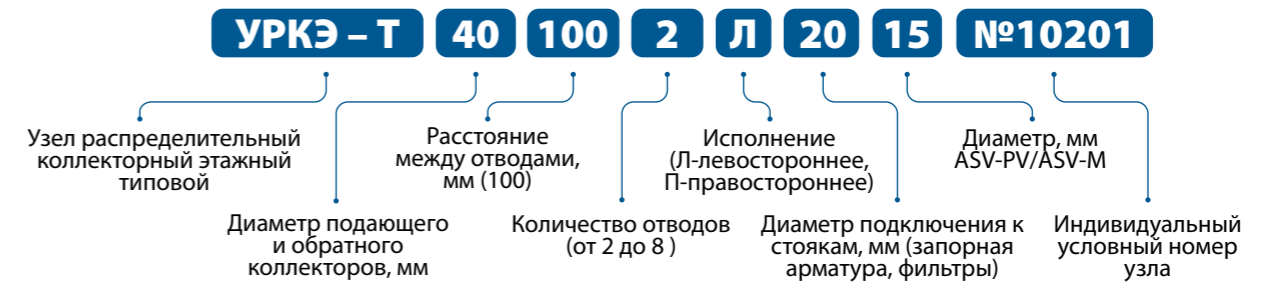 УРКЭ – Т 40 100 2 Л 20 15 №10201
Узел распределительный
коллекторный этажный
типовой
Диаметр подающего
и обратного
коллекторов, мм
Расстояние
между отводами,
мм (100)
Количество отводов
(от 2 до 8 )
Исполнение
(Л-левостороннее,
П-правостороннее)
Диаметр подключения к
стоякам, мм (запорная
арматура, фильтры)
Диаметр, мм
ASV-PV/ASV-M
Индивидуальный
условный номер
узла